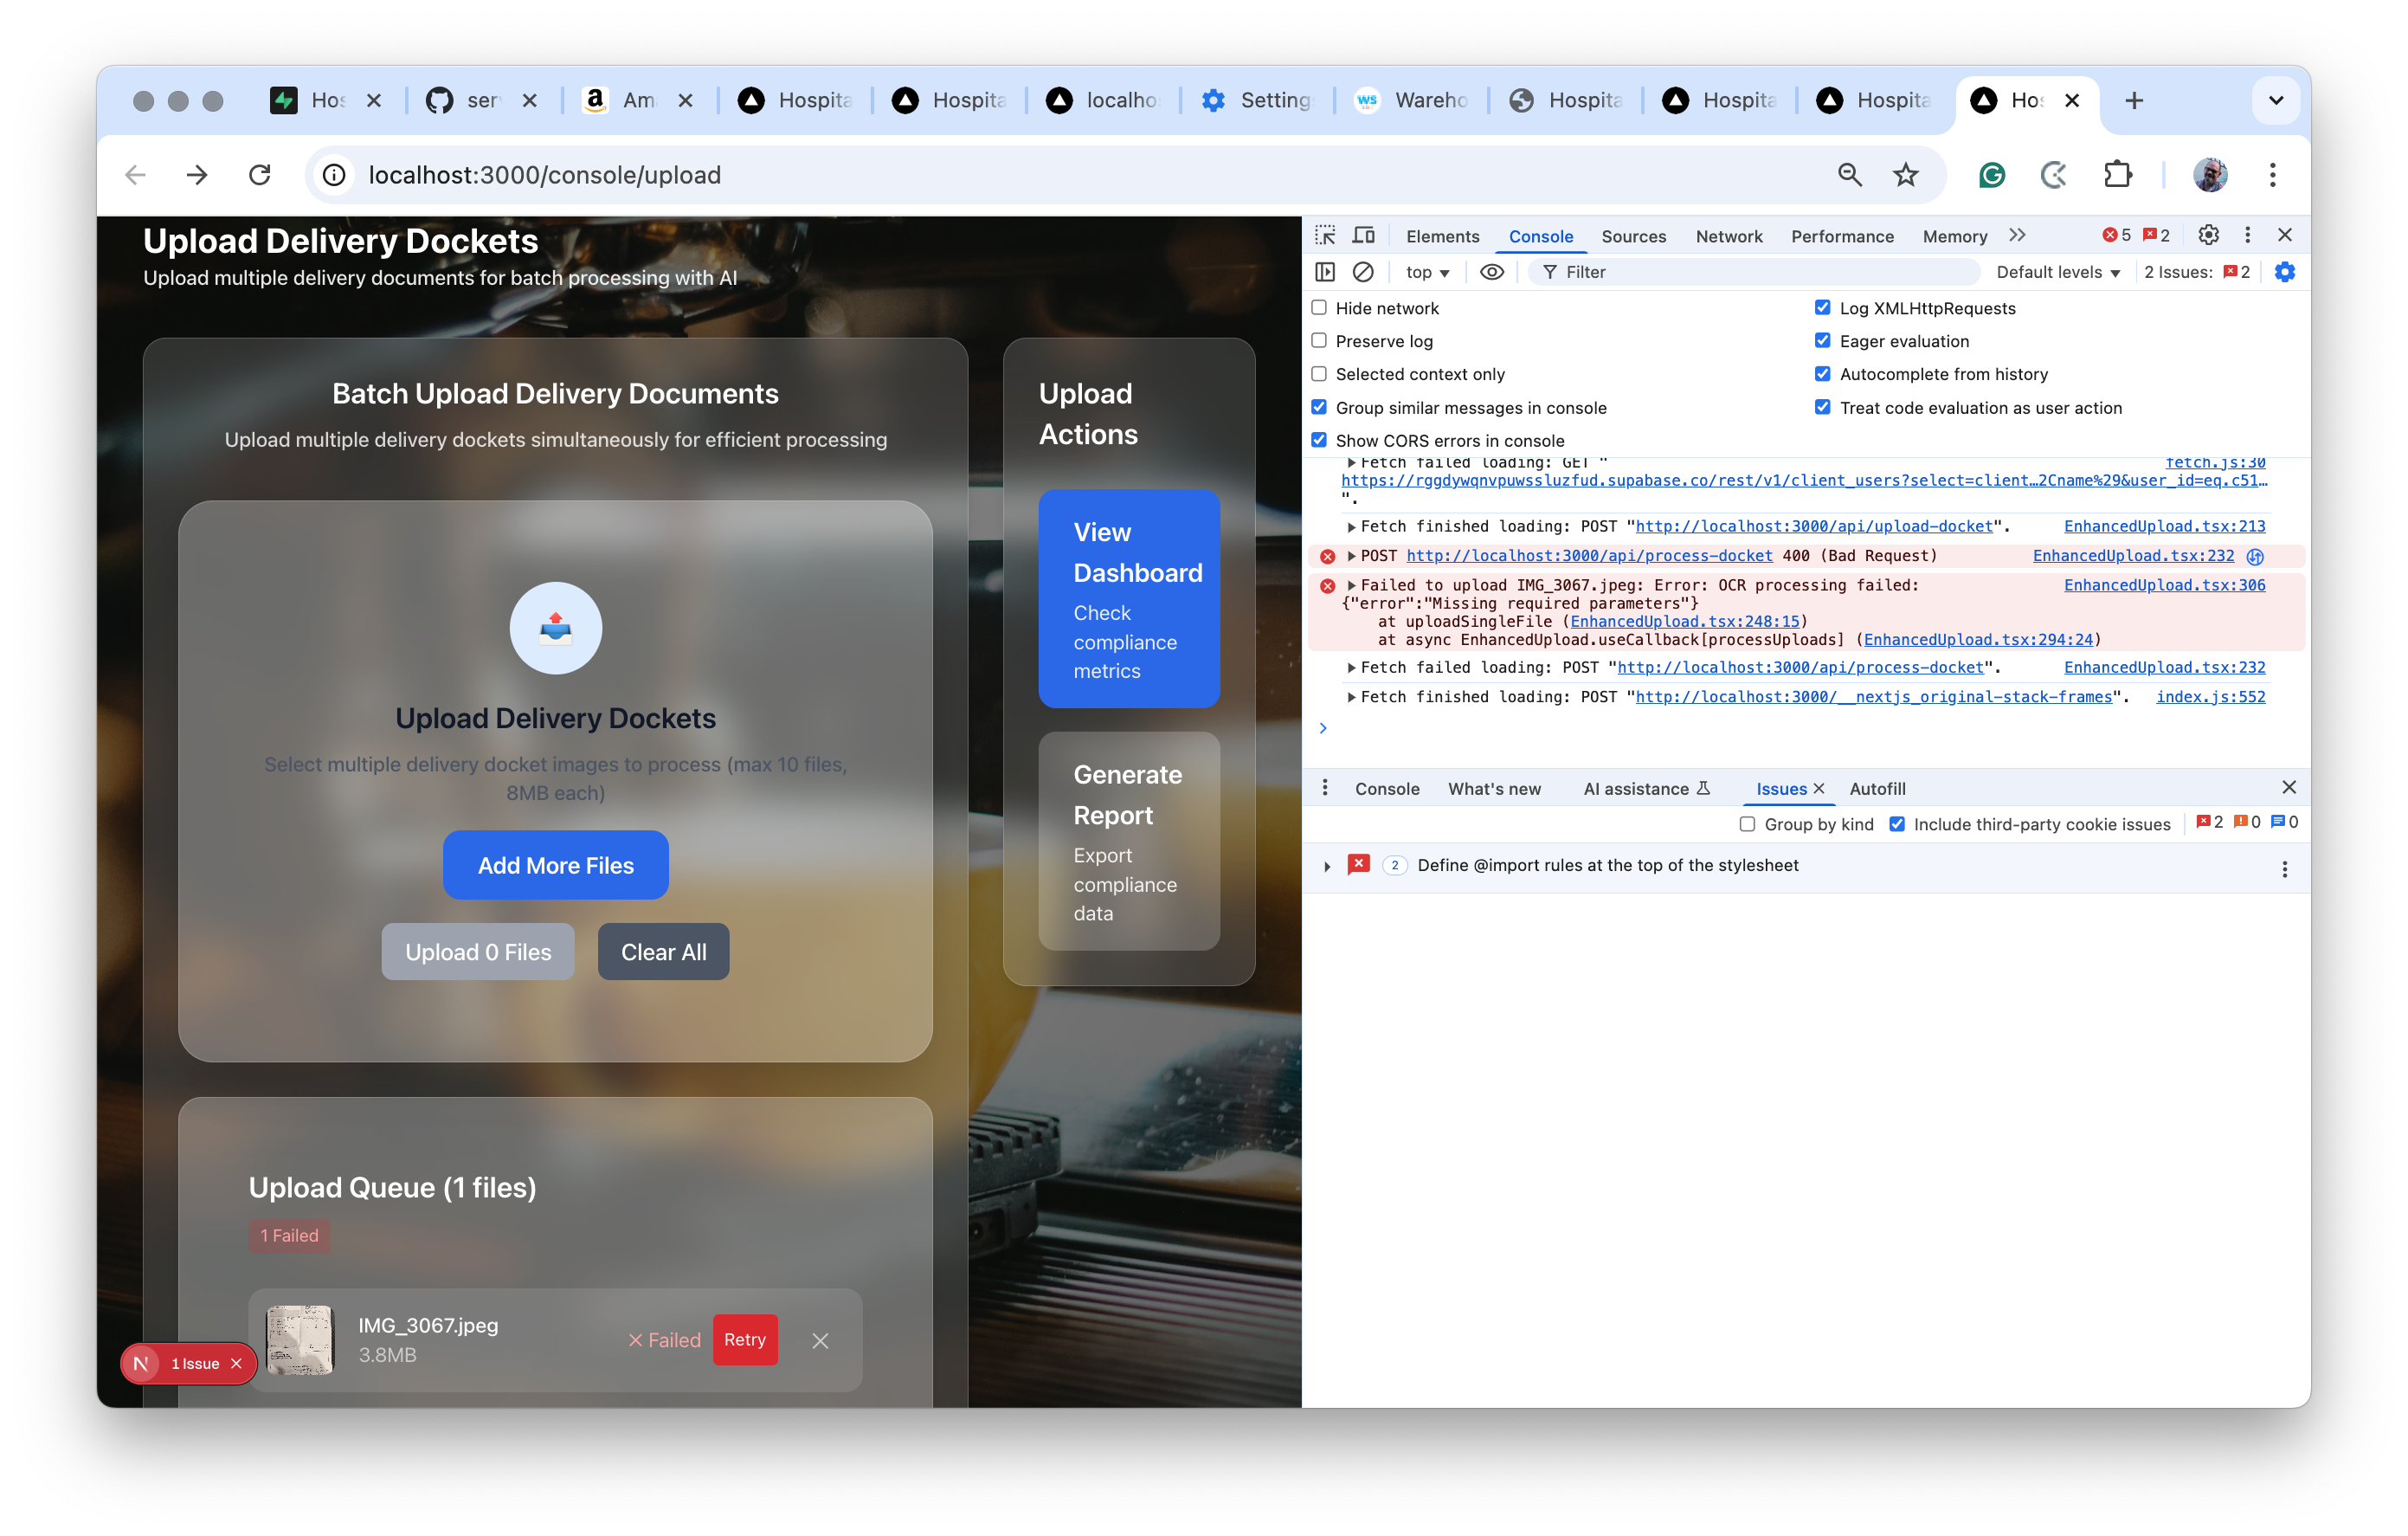 Hos
ser
Am
Hospita
Hospita
localho
Setting
ws
Wareho
Hospita
Hospita
Hospita
Hos
localhost:3000/console/upload
Upload Delivery Dockets
Upload multiple delivery documents for batch processing with AI
Batch Upload Delivery Documents
Upload multiple delivery dockets simultaneously for efficient processing
Upload Delivery Dockets
Select multiple delivery docket images to process (max 10 files,
8MB each)
Add More Files
Upload 0 Files
Clear All
Upload Queue (1 files)
1 Failed
IMG_3067.jpeg
3.8MB
Failed
Retry
N
1 Issue
Upload
Actions
View
Dashboard
Check
compliance
metrics
Generate
Report
Export
compliance
data
Elements
Console
Sources
Network
Performance
Memory
5
2
top
Filter
Default levels
2 Issues:
2
Hide network
Log XMLHttpRequests
Preserve log
Eager evaluation
Selected context only
Autocomplete from history
Group similar messages in console
Treat code evaluation as user action
Show CORS errors in console
Fetch failed loading: GET "
fetch.js:30
https://rggdywqnvpuwssluzfud.supabase.co/rest/v1/client_users?select=client…2Cname%29&user_id=eq.c51…
".
Fetch finished loading: POST "http://localhost:3000/api/upload-docket".
EnhancedUpload.tsx:213
POST http://localhost:3000/api/process-docket 400 (Bad Request)
EnhancedUpload.tsx:232
Failed to upload IMG_3067.jpeg: Error: OCR processing failed:
EnhancedUpload.tsx:306
{"error":"Missing required parameters"}
at uploadSingleFile (EnhancedUpload.tsx:248:15)
at async EnhancedUpload.useCallback[processUploads] (EnhancedUpload.tsx:294:24)
Fetch failed loading: POST "http://localhost:3000/api/process-docket".
EnhancedUpload.tsx:232
Fetch finished loading: POST "http://localhost:3000/__nextjs_original-stack-frames".
index.js:552
Console
What's new
AI assistance
Issues
Autofill
Group by kind
Include third-party cookie issues
2
0
0
2
Define @import rules at the top of the stylesheet